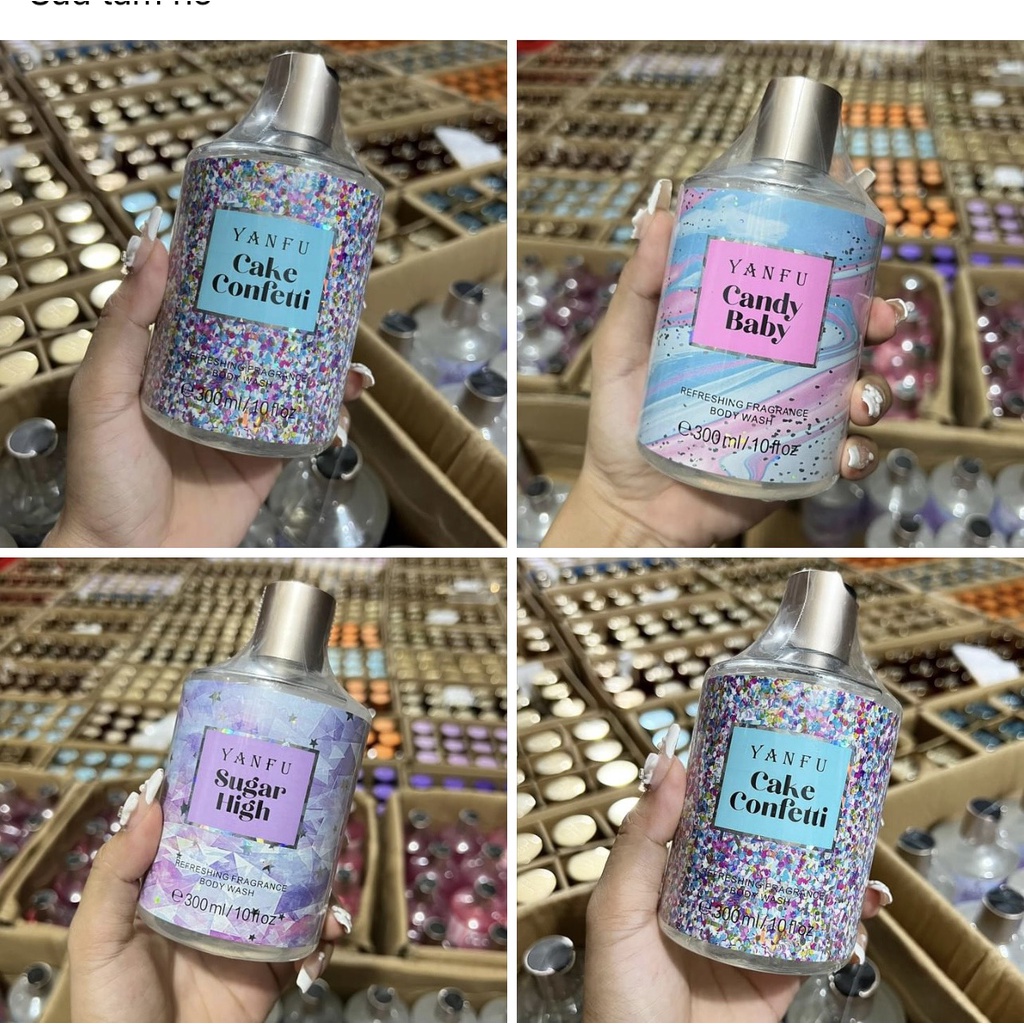 YANFU
Cake
Confetti
REFRESHING FRAGRANCE
BODY WASH
℮300ml/10fl oz
YANFU
Candy
Baby
REFRESHING FRAGRANCE
BODY WASH
℮300ml/10fl oz
YANFU
Sugar
High
REFRESHING FRAGRANCE
BODY WASH
℮300ml/10fl oz
YANFU
Cake
Confetti
REFRESHING FRAGRANCE
BODY WASH
℮300ml/10fl oz